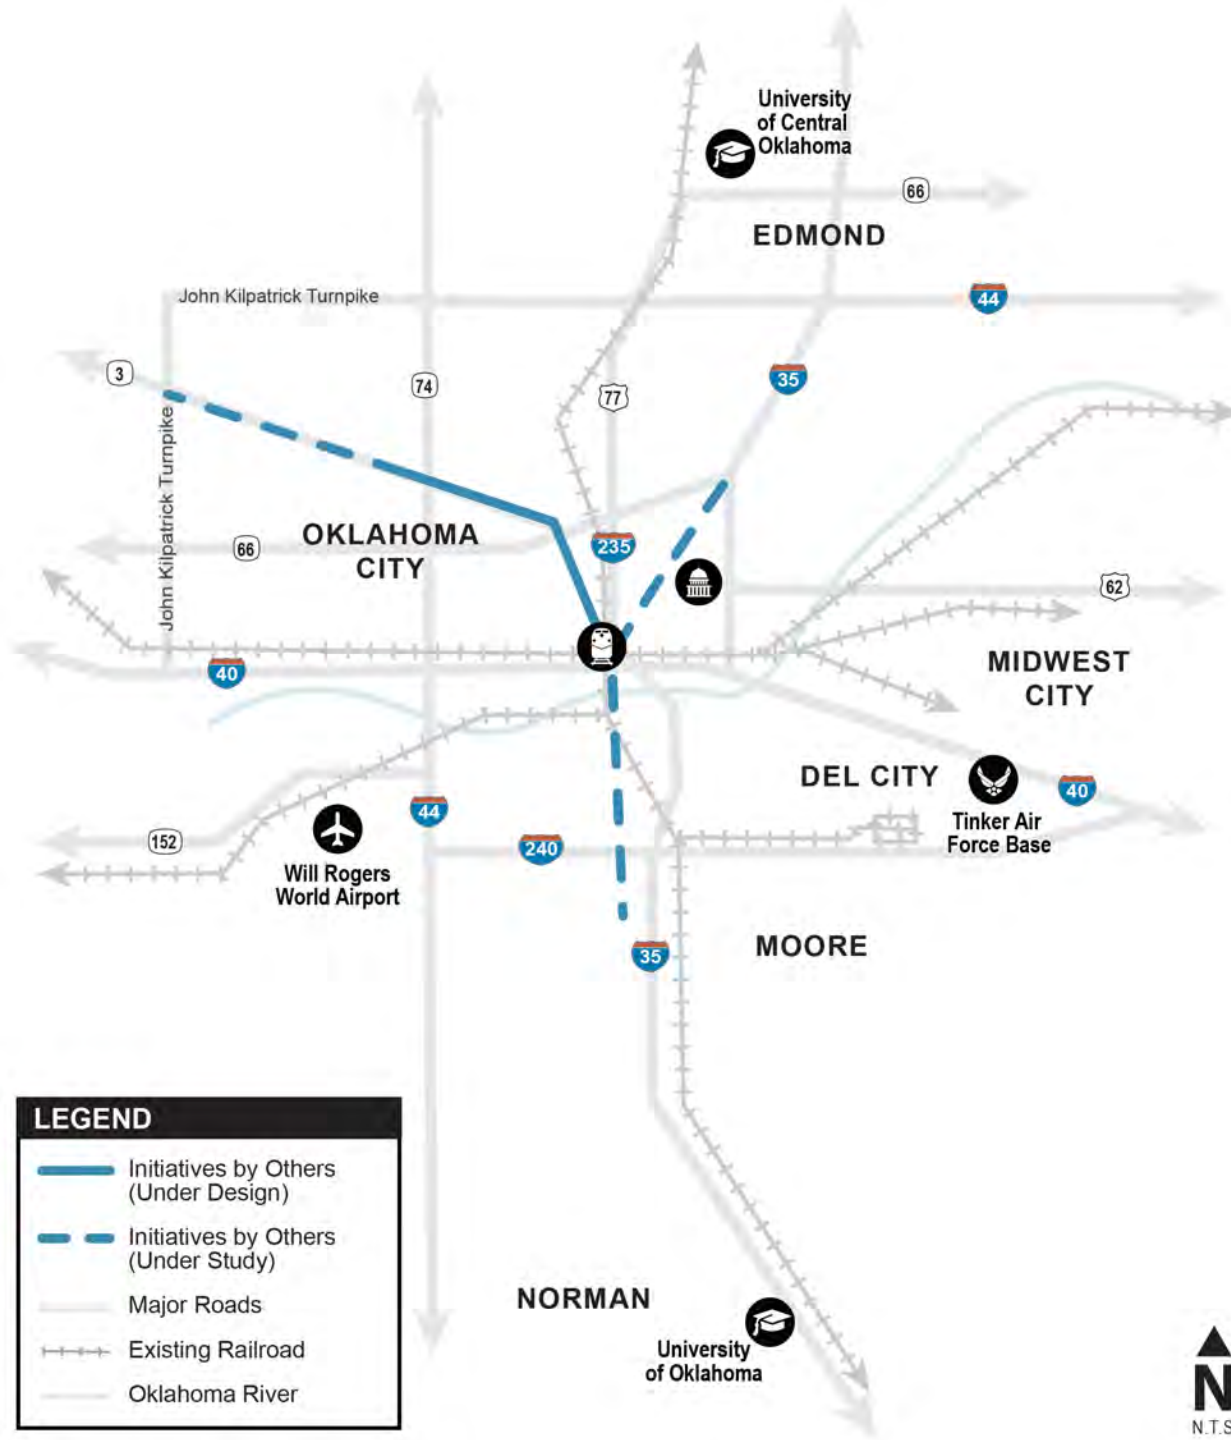 University
of Central
Oklahoma
66
EDMOND
John Kilpatrick Turnpike
44
3
74
77
35
John Kilpatrick Turnpike
OKLAHOMA
CITY
66
235
62
40
MIDWEST
CITY
DEL CITY
40
44
Tinker Air
Force Base
152
240
Will Rogers
World Airport
35
MOORE
LEGEND
Initiatives by Others
(Under Design)
Initiatives by Others
(Under Study)
Major Roads
Existing Railroad
Oklahoma River
NORMAN
University
of Oklahoma
N
N.T.S